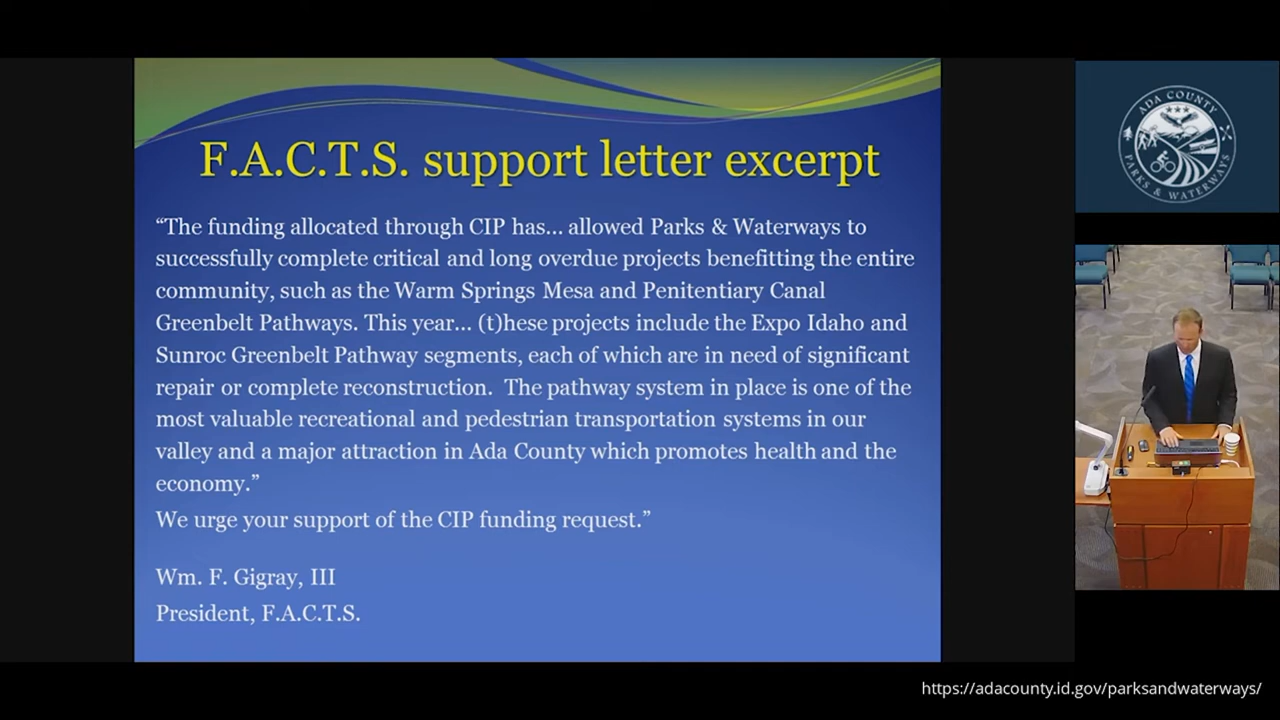 F.A.C.T.S. support letter excerpt
“The funding allocated through CIP has... allowed Parks & Waterways to
successfully complete critical and long overdue projects benefitting the entire
community, such as the Warm Springs Mesa and Penitentiary Canal
Greenbelt Pathways. This year... (t)hese projects include the Expo Idaho and
Sunroc Greenbelt Pathway segments, each of which are in need of significant
repair or complete reconstruction.  The pathway system in place is one of the
most valuable recreational and pedestrian transportation systems in our
valley and a major attraction in Ada County which promotes health and the
economy.”
We urge your support of the CIP funding request.”
Wm. F. Gigray, III
President, F.A.C.T.S.
ADA COUNTY
PARKS & WATERWAYS
https://adacounty.id.gov/parksandwaterways/